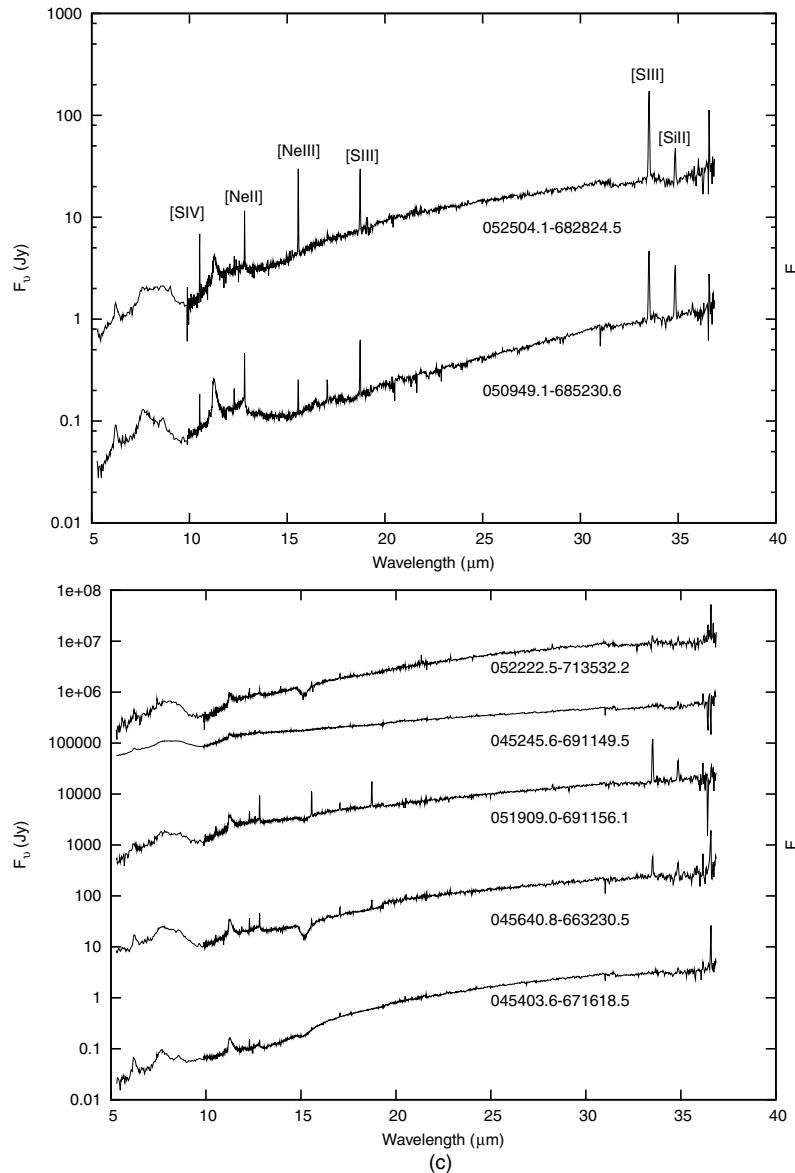 1000
100
10
1
0.1
0.01
F_υ (Jy)
[SIV]
[NeII]
[NeIII]
[SIII]
[SIII]
[SiII]
052504.1-682824.5
050949.1-685230.6
5 10 15 20 25 30 35 40
Wavelength (μm)
F
1e+08
1e+07
1e+06
100000
10000
1000
100
10
1
0.1
0.01
F_υ (Jy)
052222.5-713532.2
045245.6-691149.5
051909.0-691156.1
045640.8-663230.5
045403.6-671618.5
5 10 15 20 25 30 35 40
Wavelength (μm)
F
(c)